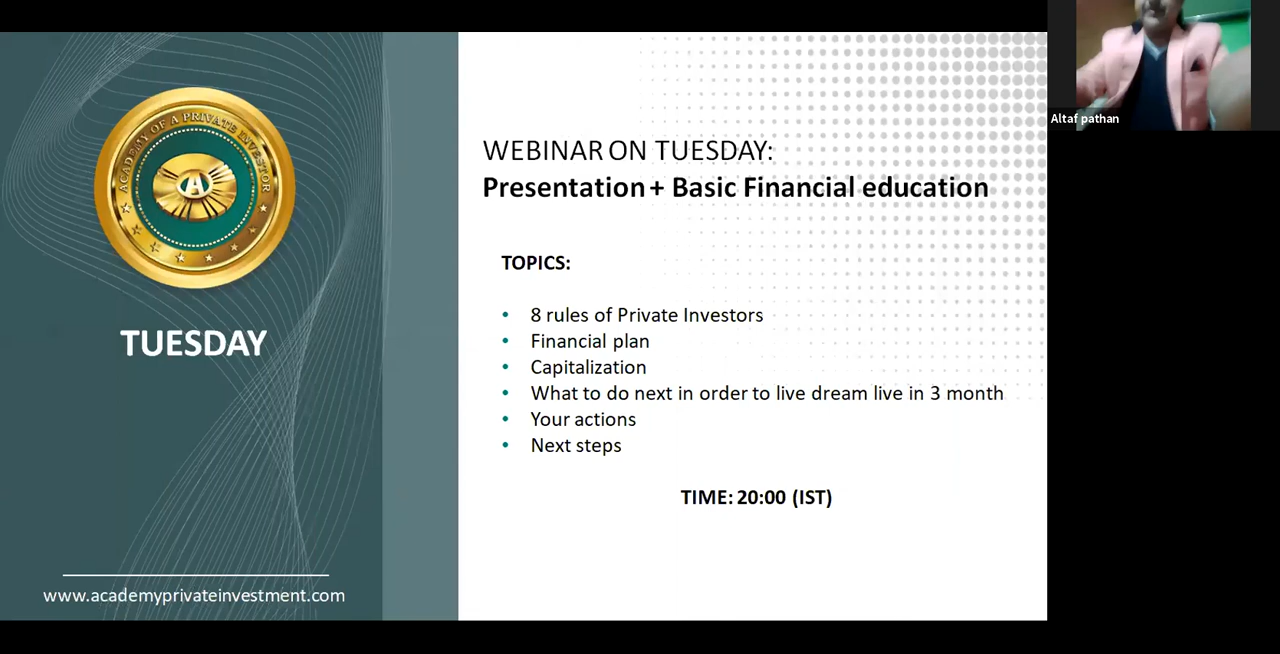 ACADEMY OF A PRIVATE INVESTOR
A
TUESDAY
www.academyprivateinvestment.com
WEBINAR ON TUESDAY:
Presentation + Basic Financial education
TOPICS:
• 8 rules of Private Investors
• Financial plan
• Capitalization
• What to do next in order to live dream live in 3 month
• Your actions
• Next steps
TIME: 20:00 (IST)
Altaf pathan